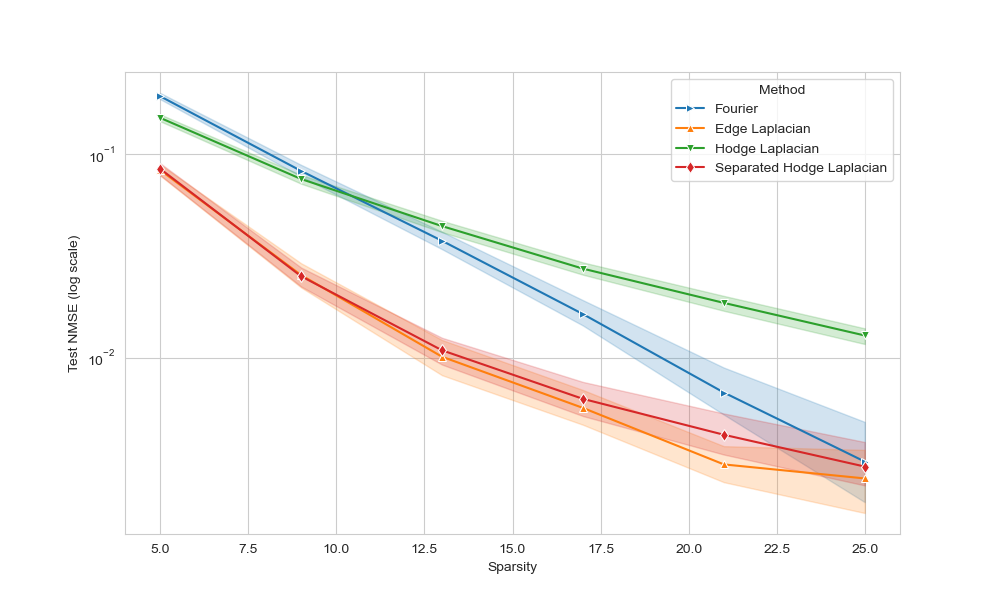 Method
Fourier
Edge Laplacian
Hodge Laplacian
Separated Hodge Laplacian
10⁻¹
10⁻²
Test NMSE (log scale)
5.0 7.5 10.0 12.5 15.0 17.5 20.0 22.5 25.0
Sparsity